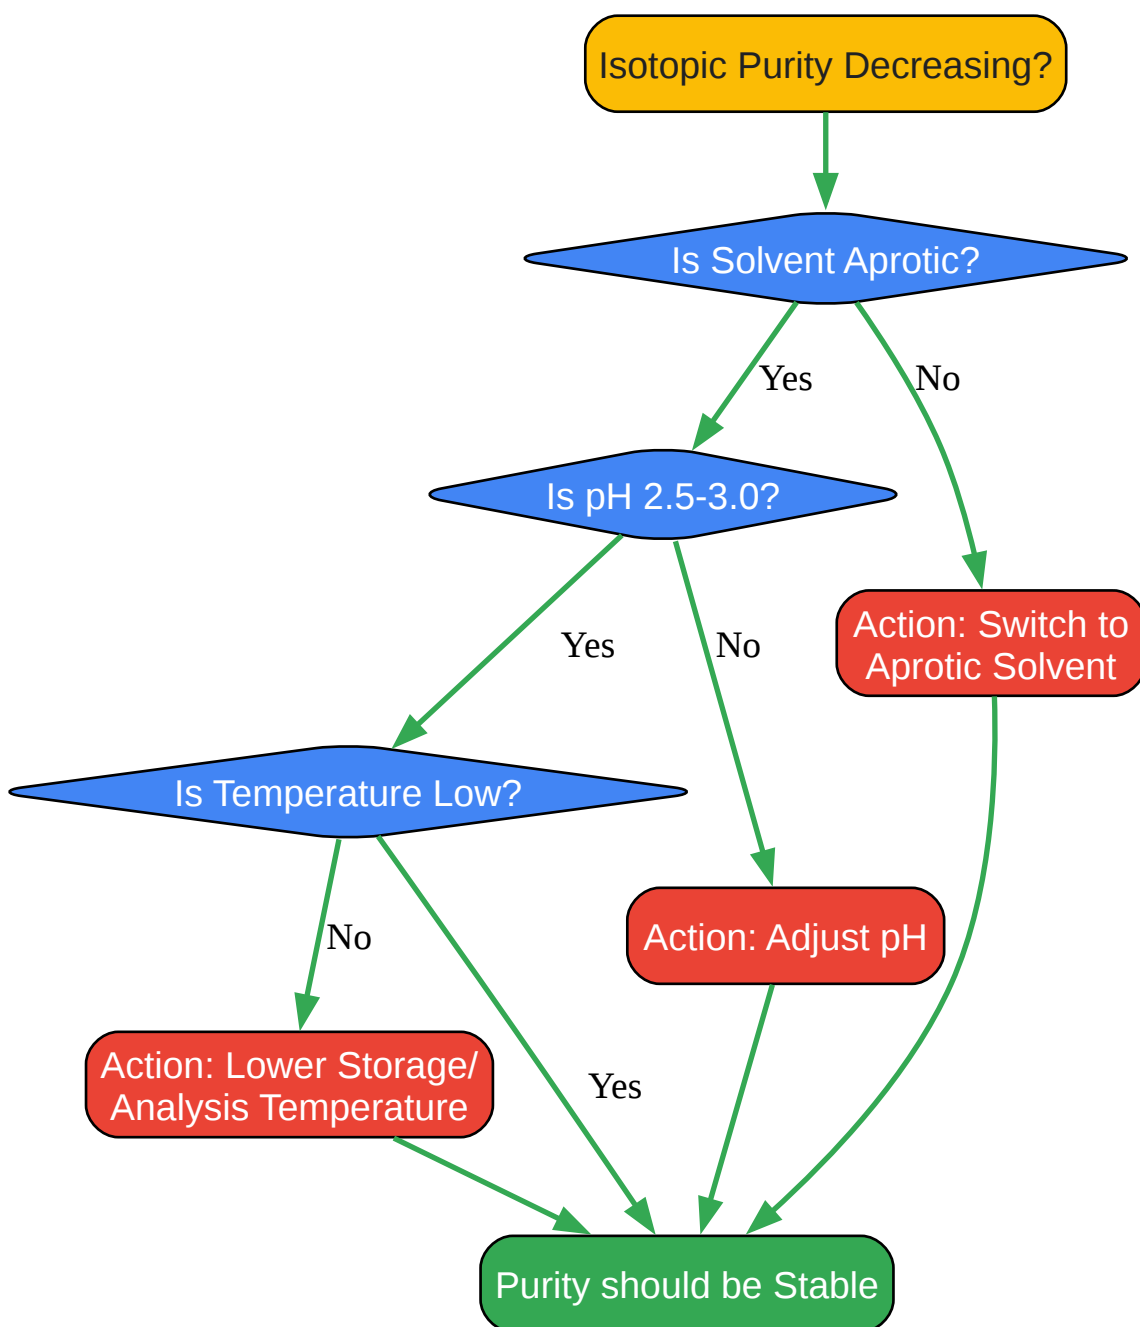 Isotopic Purity Decreasing?
Is Solvent Aprotic?
Yes
No
Is pH 2.5-3.0?
Action: Switch to
Aprotic Solvent
Yes
No
Is Temperature Low?
No
Action: Adjust pH
Action: Lower Storage/
Analysis Temperature
Yes
Purity should be Stable